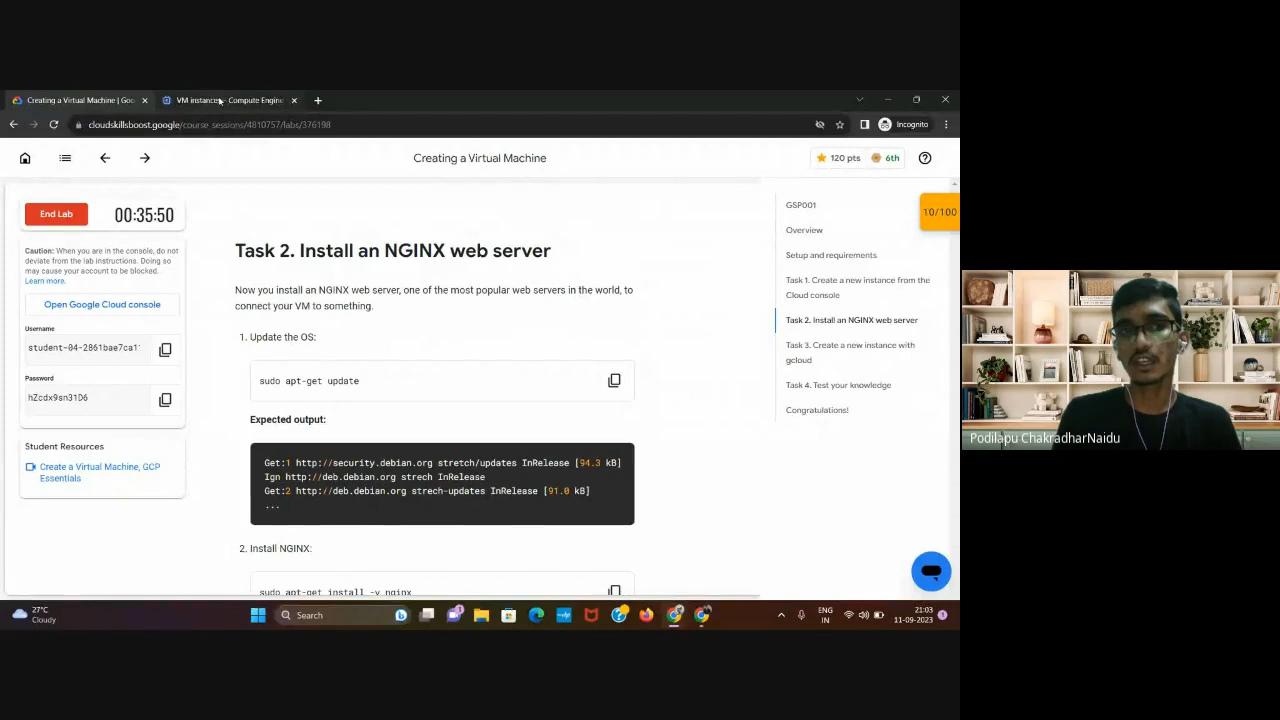 Creating a Virtual Machine | Goo
VM instances - Compute Engine
cloudskillsboost.google/course_sessions/4810757/labs/376198
Incognito
Creating a Virtual Machine
120 pts
6th
End Lab
00:35:50
Caution: When you are in the console, do not
deviate from the lab instructions. Doing so
may cause your account to be blocked.
Learn more.
Open Google Cloud console
Username
student-04-2861bae7ca1
Password
hZcdx9sn31D6
Student Resources
Create a Virtual Machine, GCP
Essentials
Task 2. Install an NGINX web server
Now you install an NGINX web server, one of the most popular web servers in the world, to
connect your VM to something.
1. Update the OS:
sudo apt-get update
Expected output:
Get:1 http://security.debian.org stretch/updates InRelease [94.3 kB]
Ign http://deb.debian.org strech InRelease
Get:2 http://deb.debian.org strech-updates InRelease [91.0 kB]
...
2. Install NGINX:
sudo apt-get install -y nginx
GSP001
Overview
Setup and requirements
Task 1. Create a new instance from the
Cloud console
Task 2. Install an NGINX web server
Task 3. Create a new instance with
gcloud
Task 4. Test your knowledge
Congratulations!
10/100
Podilapu ChakradharNaidu
27°C
Cloudy
Search
ENG
IN
21:03
11-09-2023